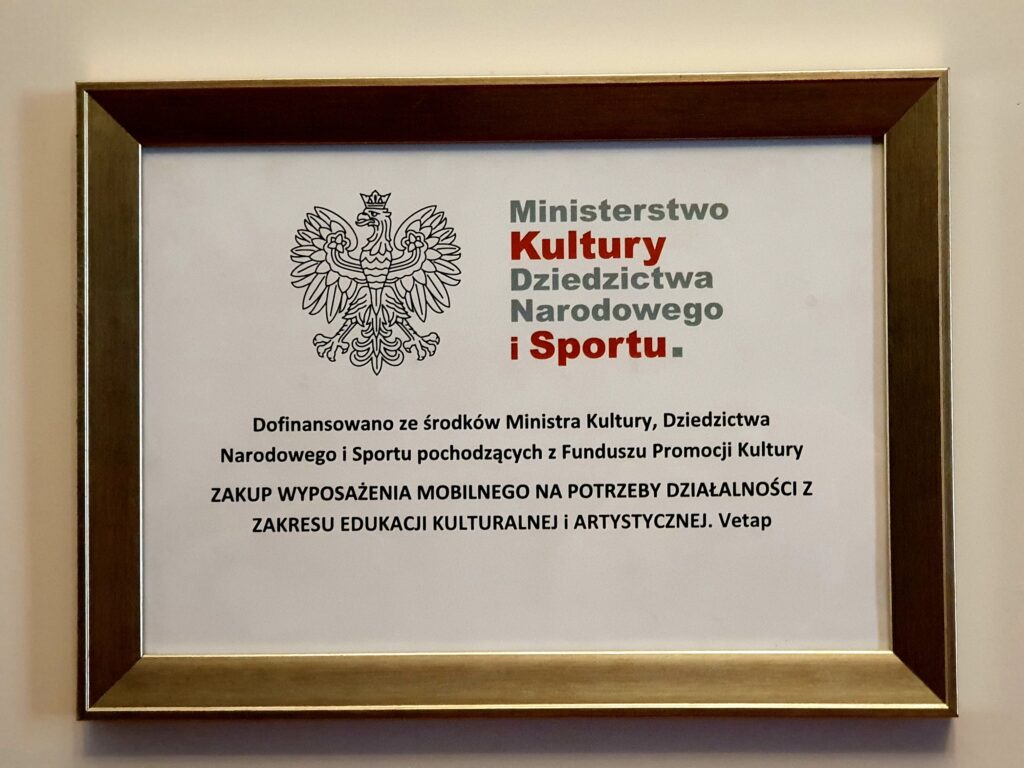 Ministerstwo
Kultury
Dziedzictwa
Narodowego
i Sportu.
Dofinansowano ze środków Ministra Kultury, Dziedzictwa
Narodowego i Sportu pochodzących z Funduszu Promocji Kultury
ZAKUP WYPOSAŻENIA MOBILNEGO NA POTRZEBY DZIAŁALNOŚCI Z
ZAKRESU EDUKACJI KULTURALNEJ i ARTYSTYCZNEJ. Vetap